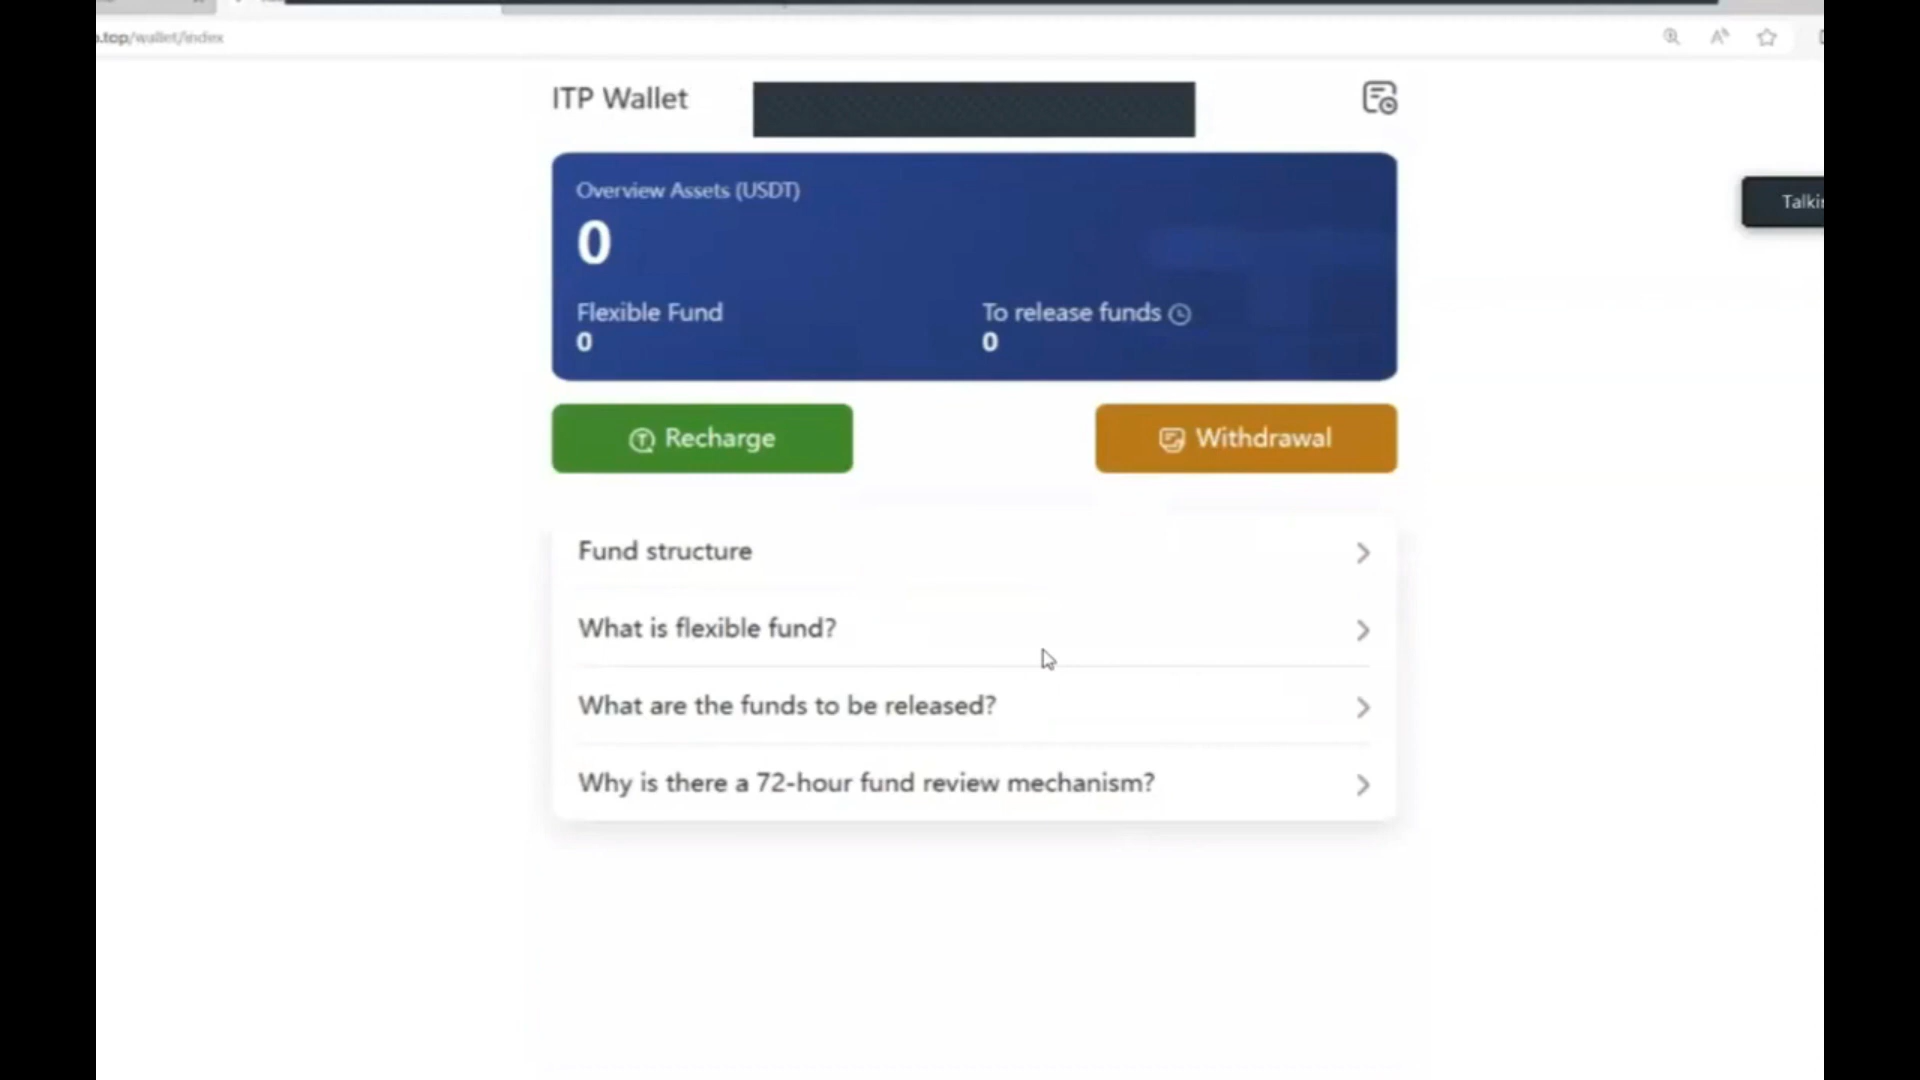 .top/wallet/index
ITP Wallet
Overview Assets (USDT)
0
Flexible Fund
0
To release funds
0
Recharge
Withdrawal
Fund structure
What is flexible fund?
What are the funds to be released?
Why is there a 72-hour fund review mechanism?